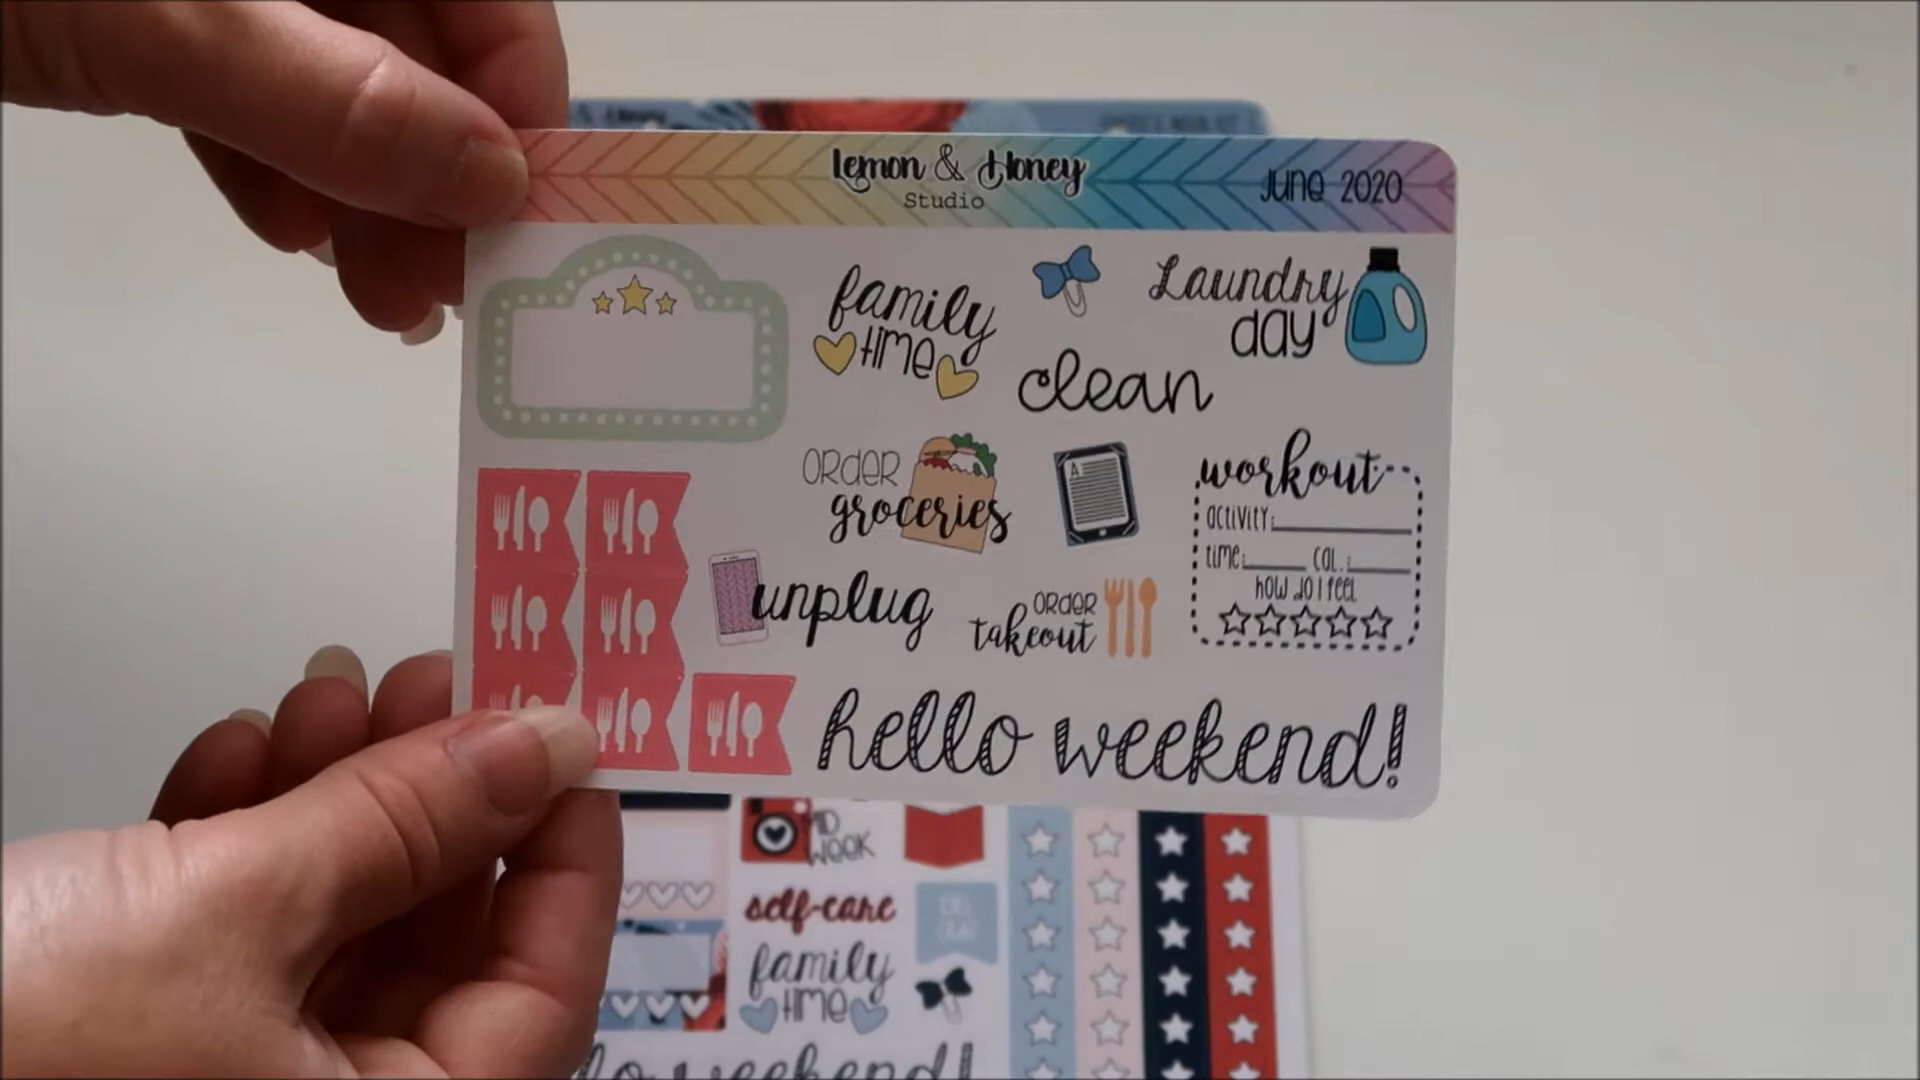 Lemon & Honey
Studio
June 2020
family
time
Laundry
day
clean
order
groceries
A
workout
activity:
time: cal.:
how do I feel
unplug
order
takeout
hello weekend!
MID
WEEK
self-care
family
time
weekend!